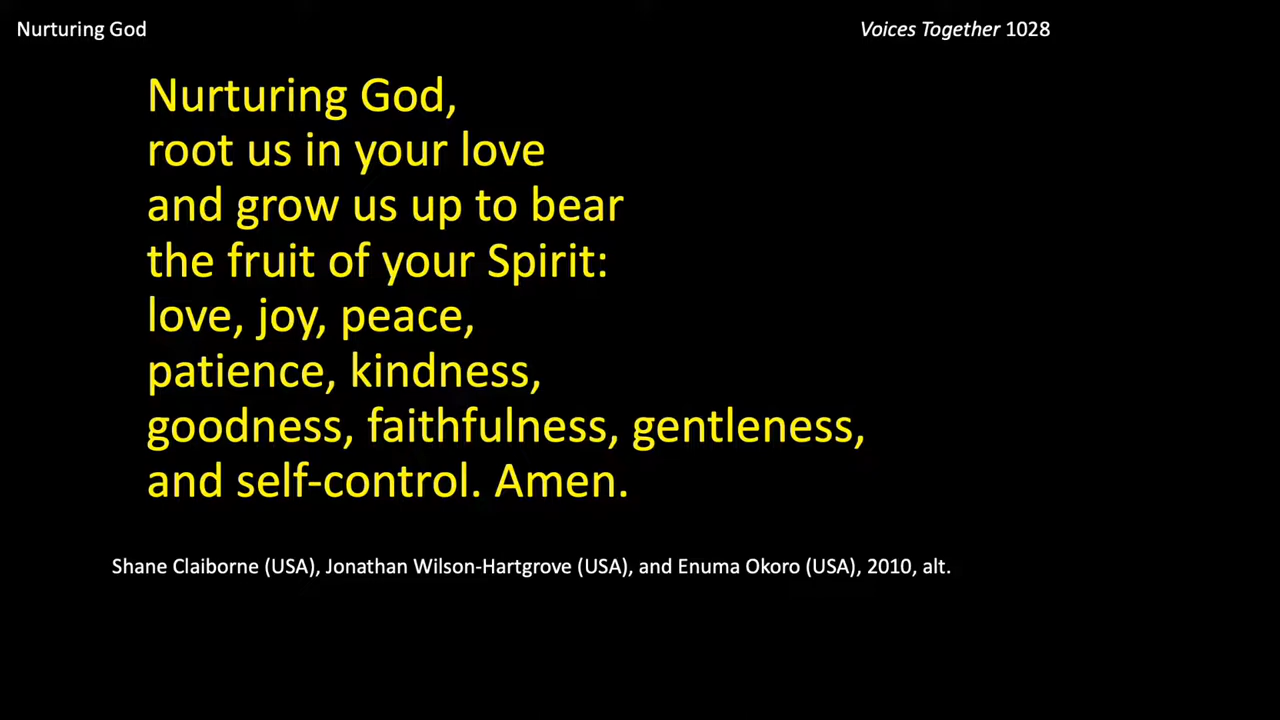 Nurturing God
Voices Together 1028
Nurturing God,
root us in your love
and grow us up to bear
the fruit of your Spirit:
love, joy, peace,
patience, kindness,
goodness, faithfulness, gentleness,
and self-control. Amen.
Shane Claiborne (USA), Jonathan Wilson-Hartgrove (USA), and Enuma Okoro (USA), 2010, alt.